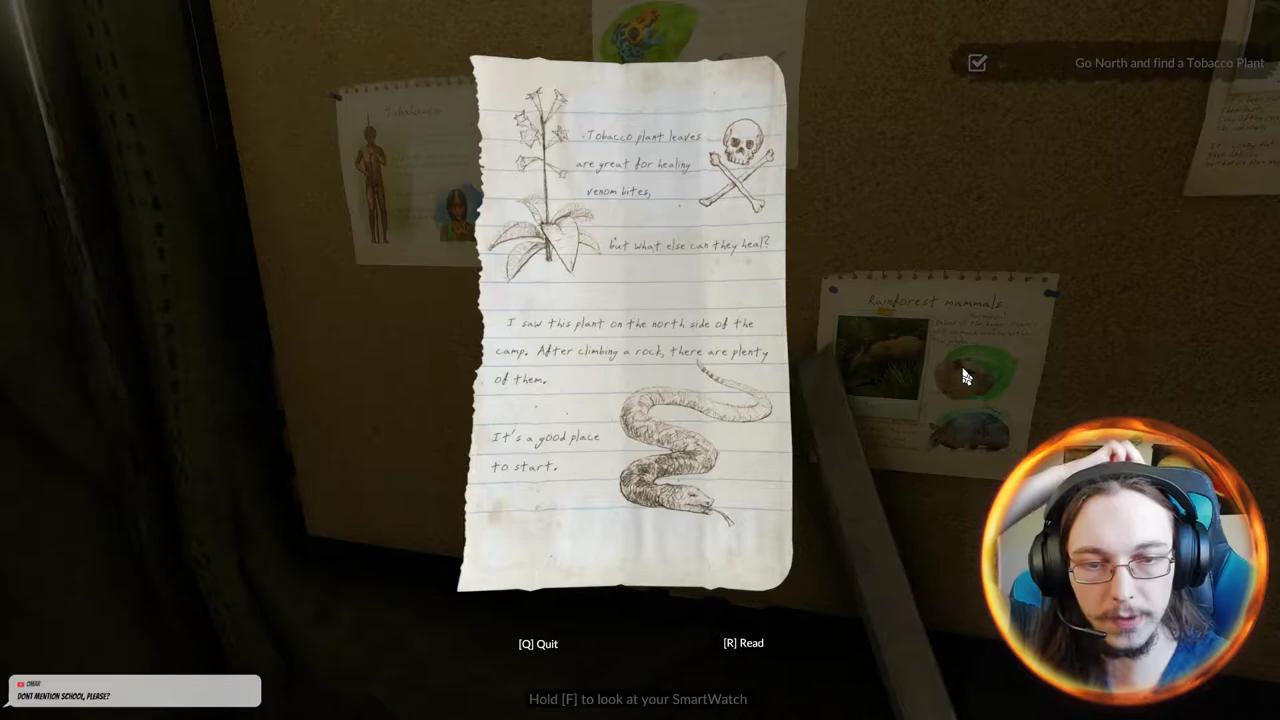 Go North and find a Tobacco Plant
- Tobacco plant leaves
are great for healing
venom bites,
but what else can they heal?
I saw this plant on the north side of the
camp. After climbing a rock, there are plenty
of them.
It's a good place
to start.
Rainforest mammals
[Q] Quit
[R] Read
Hold [F] to look at your SmartWatch
OMAR
DONT MENTION SCHOOL, PLEASE?